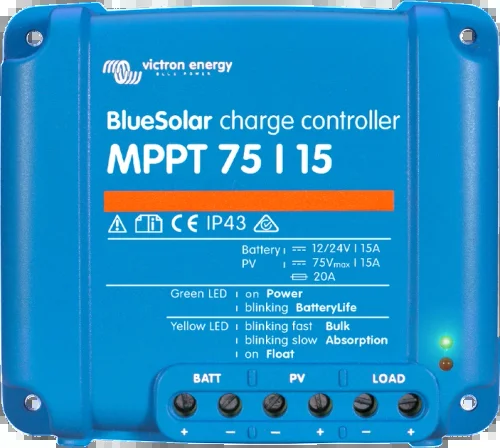 victron energy
BLUE POWER
BlueSolar charge controller
MPPT 75 | 15
CE IP43
Battery 12/24V | 15A
PV 75Vmax | 15A
20A
Green LED on Power
blinking BatteryLife
Yellow LED blinking fast Bulk
blinking slow Absorption
on Float
BATT PV LOAD
+ − − + − +